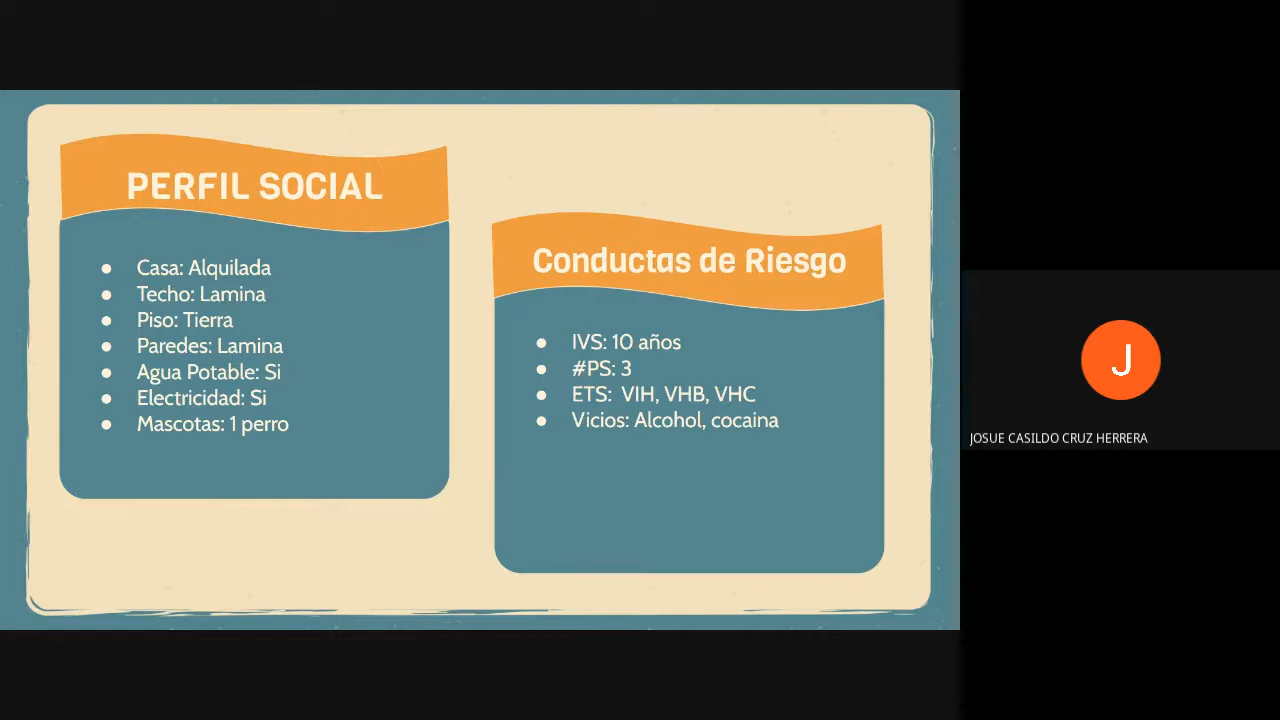 PERFIL SOCIAL
● Casa: Alquilada
● Techo: Lamina
● Piso: Tierra
● Paredes: Lamina
● Agua Potable: Si
● Electricidad: Si
● Mascotas: 1 perro
Conductas de Riesgo
● IVS: 10 años
● #PS: 3
● ETS: VIH, VHB, VHC
● Vicios: Alcohol, cocaina
J
JOSUE CASILDO CRUZ HERRERA